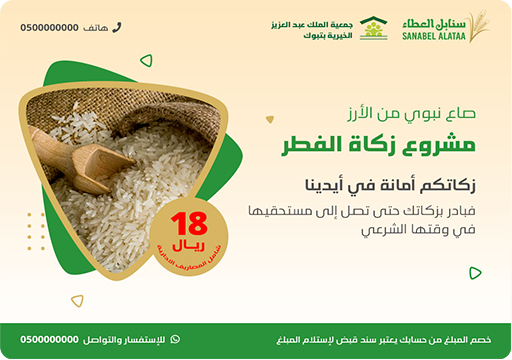 سنابل العطاء
SANABEL ALATAA
جمعية الملك عبد العزيز
الخيرية بتبوك
هاتف 0500000000
صاع نبوي من الأرز
مشروع زكاة الفطر
زكاتكم أمانة في أيدينا
فبادر بزكاتك حتى تصل إلى مستحقيها
في وقتها الشرعي
18
ريال
شامل المصاريف الإدارية
خصم المبلغ من حسابك يعتبر سند قبض لإستلام المبلغ
للإستفسار والتواصل 0500000000